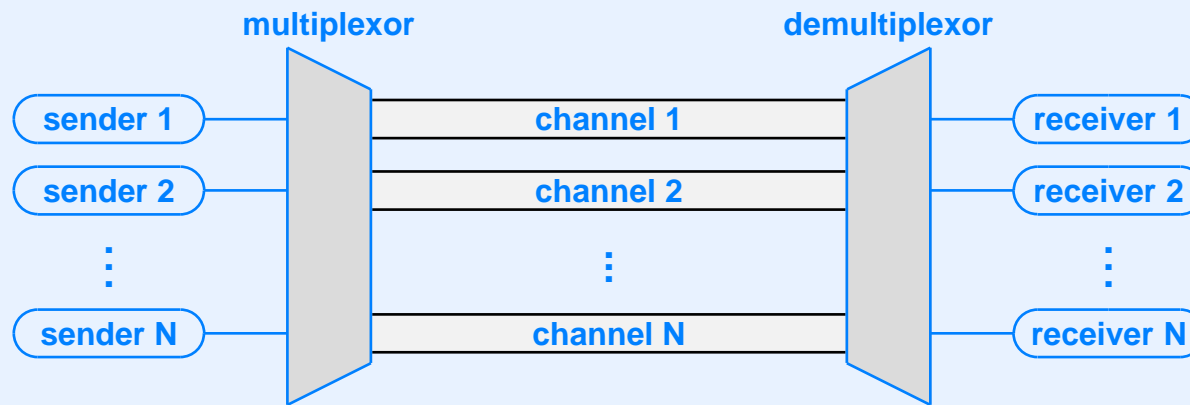 multiplexor demultiplexor
sender 1 channel 1 receiver 1
sender 2 channel 2 receiver 2
sender N channel N receiver N